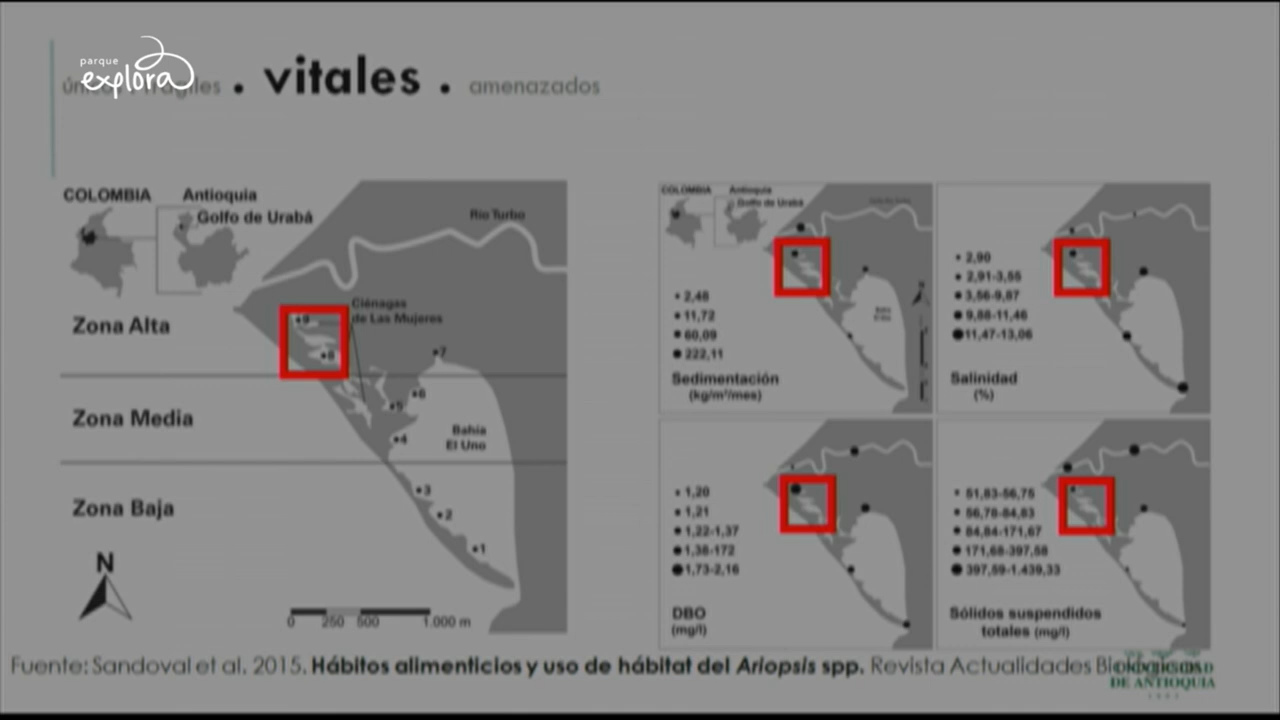 parque
explora
únicos . frágiles . vitales . amenazados
COLOMBIA Antioquia
Golfo de Urabá
Río Turbo
Ciénagas
de Las Mujeres
Zona Alta
9
8
7
Zona Media
6
5
4
Bahía
El Uno
Zona Baja
3
2
1
N
0 250 500 1.000 m
COLOMBIA Antioquia
Golfo de Urabá
2,48
11,72
60,09
222,11
Sedimentación
(kg/m²/mes)
2,90
2,91-3,55
3,56-9,87
9,88-11,46
11,47-13,06
Salinidad
(%)
1,20
1,21
1,22-1,37
1,38-172
1,73-2,16
DBO
(mg/l)
51,83-56,75
56,78-84,83
84,84-171,67
171,68-397,58
397,59-1.439,33
Sólidos suspendidos
totales (mg/l)
Fuente: Sandoval et al. 2015. Hábitos alimenticios y uso de hábitat del Ariopsis spp. Revista Actualidades Biológicas
DE ANTIOQUIA